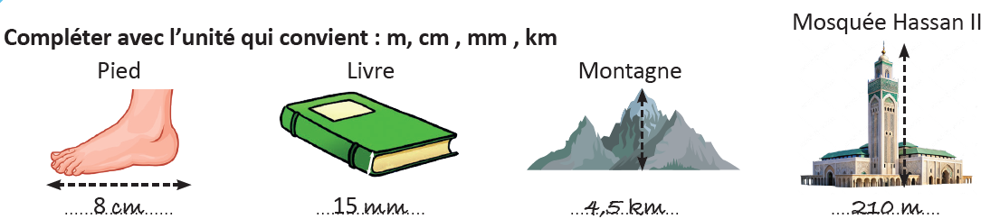 Mosquée Hassan II
Compléter avec l’unité qui convient : m, cm , mm , km
Pied
Livre
Montagne
8 cm
15 mm
4,5 km
210 m